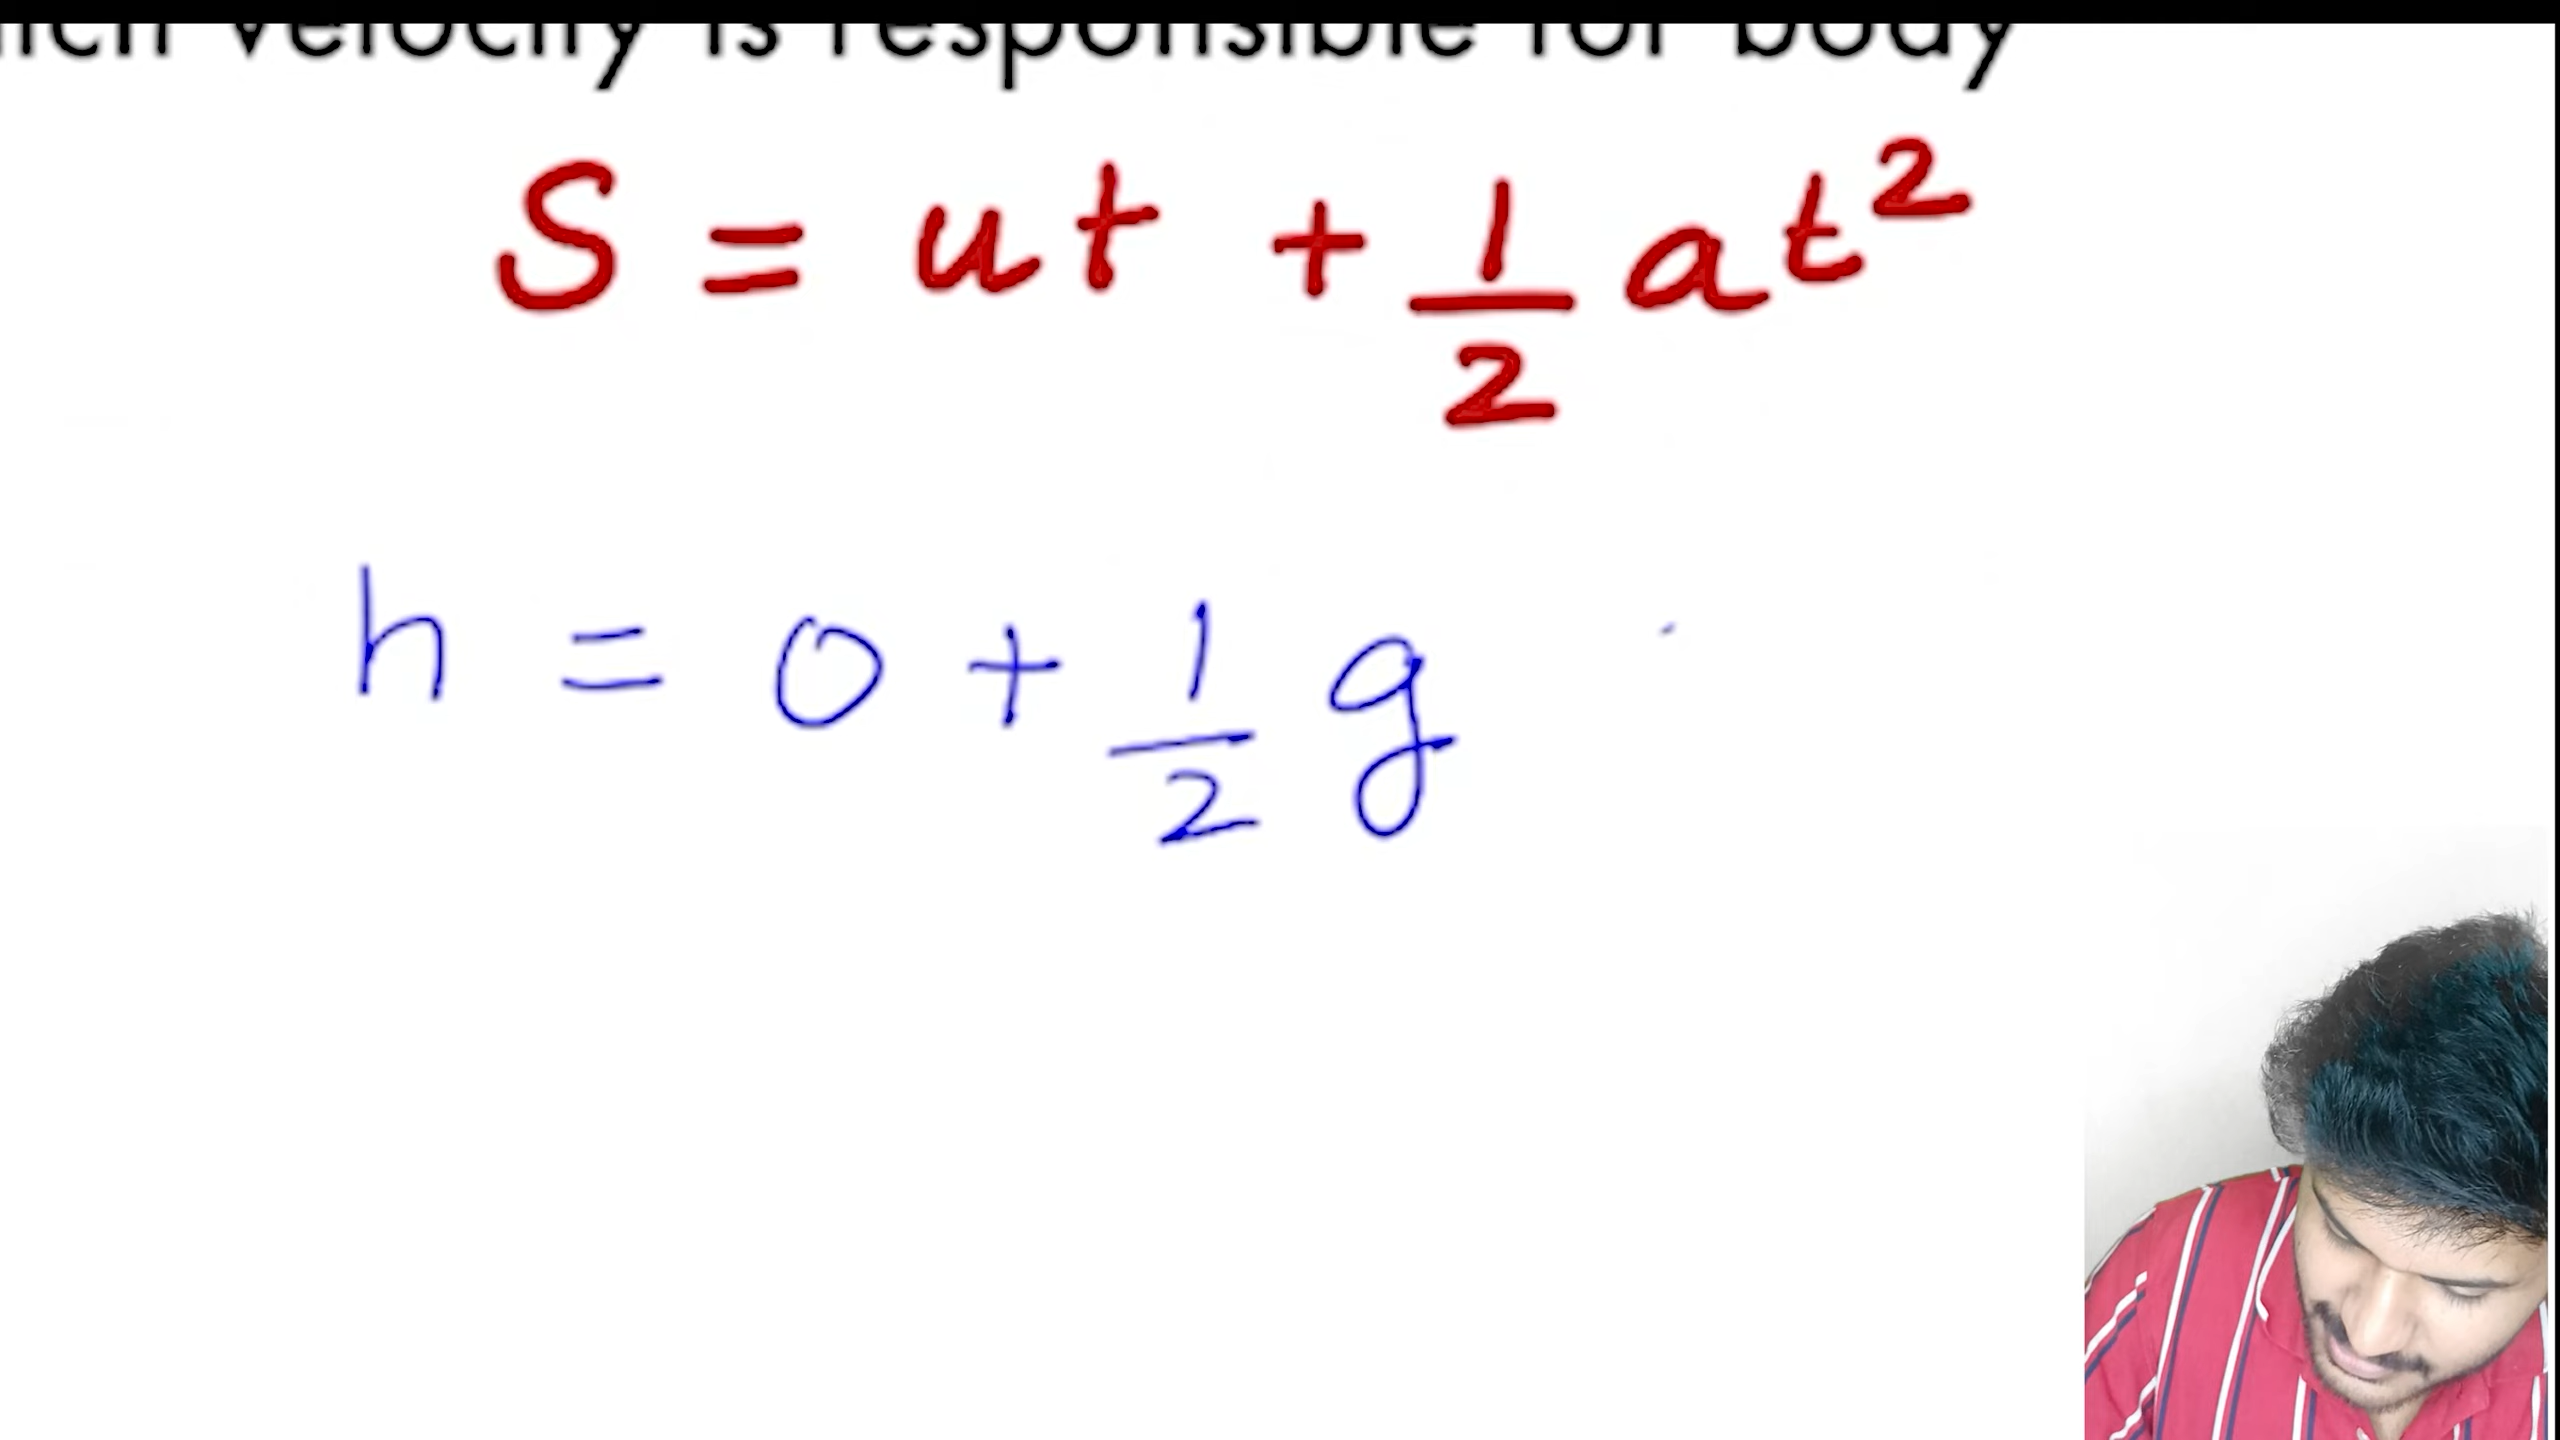 velocity is responsible for body
S = ut + 1/2 at²
h = 0 + 1/2 g